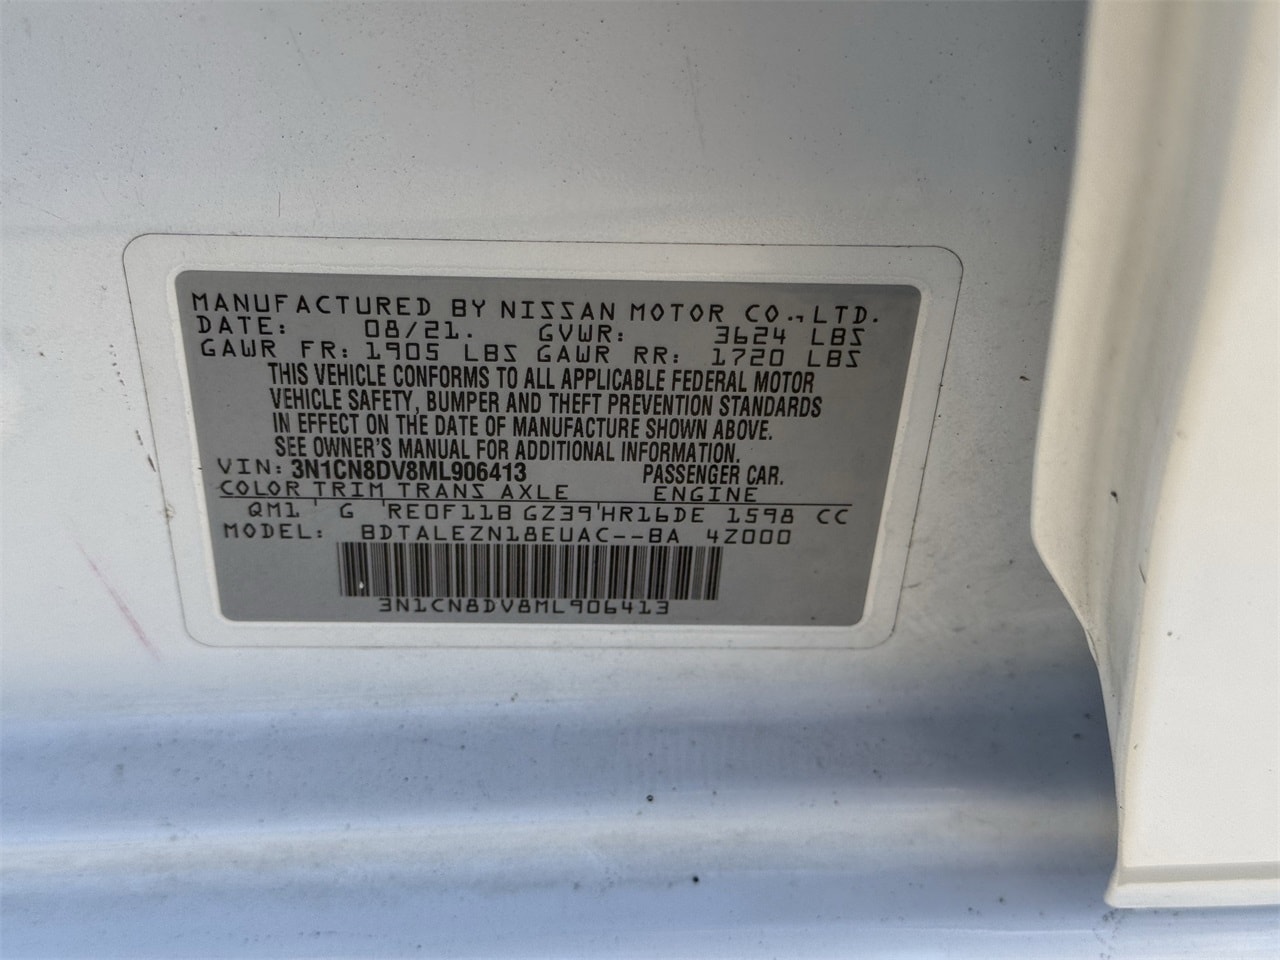 MANUFACTURED BY NISSAN MOTOR CO., LTD.
DATE: 08/21. GVWR: 3624 LBS
GAWR FR: 1905 LBS GAWR RR: 1720 LBS
THIS VEHICLE CONFORMS TO ALL APPLICABLE FEDERAL MOTOR
VEHICLE SAFETY, BUMPER AND THEFT PREVENTION STANDARDS
IN EFFECT ON THE DATE OF MANUFACTURE SHOWN ABOVE.
SEE OWNER'S MANUAL FOR ADDITIONAL INFORMATION.
VIN: 3N1CN8DV8ML906413 PASSENGER CAR.
COLOR TRIM TRANS AXLE ENGINE
QM1 ' G 'RE0F11B GZ39'HR16DE 1598 CC
MODEL: BDTALEZN18EUAC--BA 4Z000
3N1CN8DV8ML906413